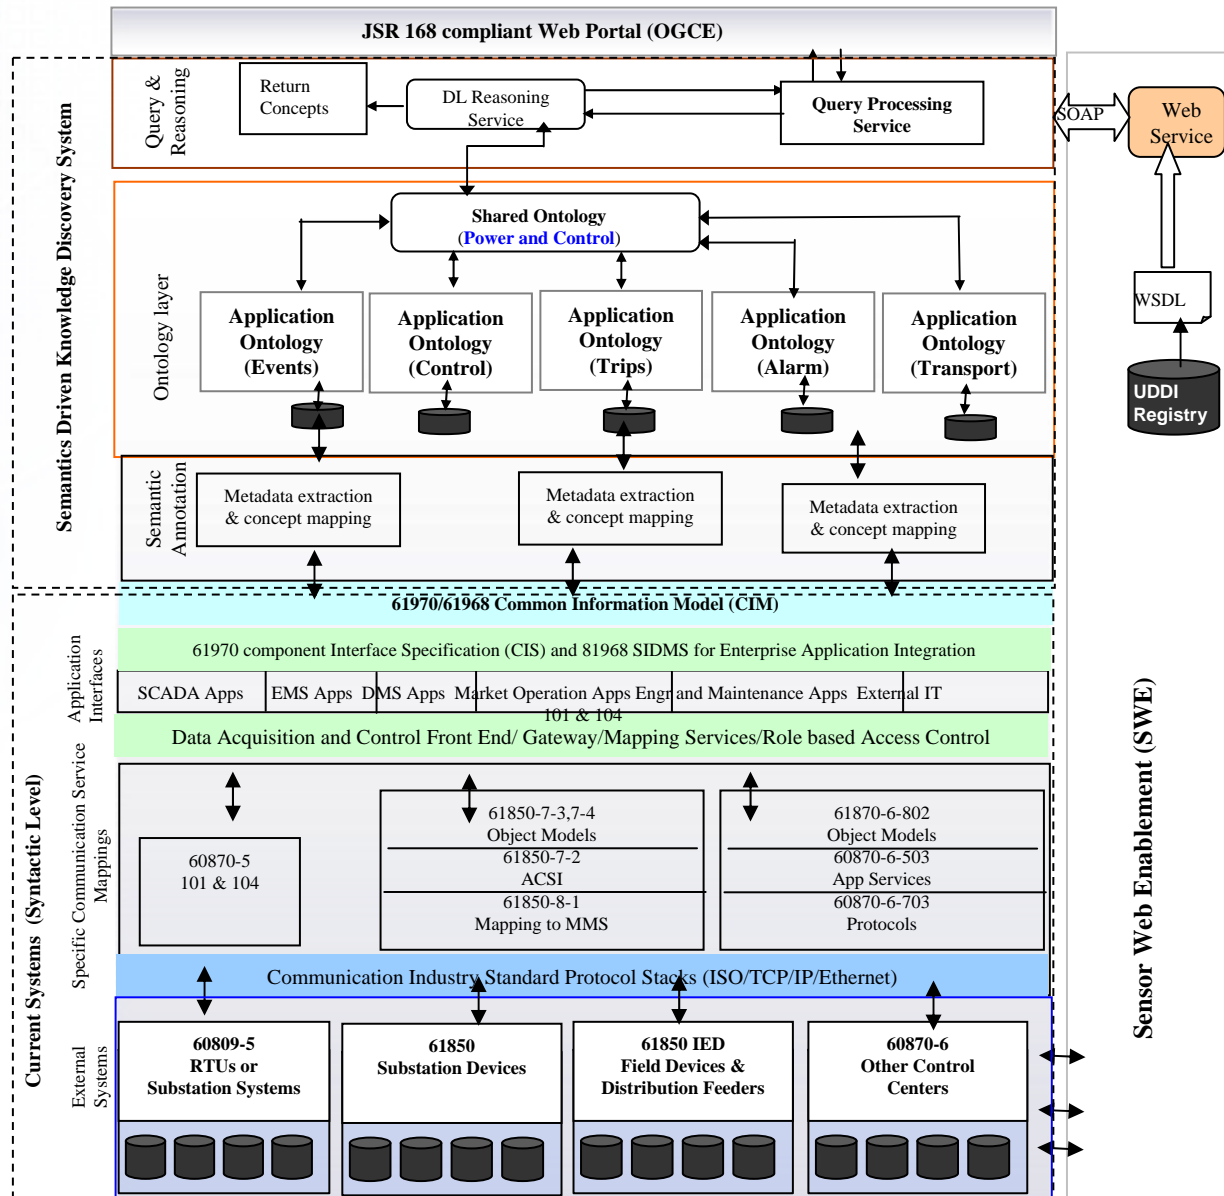 JSR 168 compliant Web Portal (OGCE)
Semantics Driven Knowledge Discovery System
Query &
Reasoning
Return
Concepts
DL Reasoning
Service
Query Processing
Service
SOAP
Web
Service
WSDL
UDDI
Registry
Ontology layer
Shared Ontology
(Power and Control)
Application
Ontology
(Events)
Application
Ontology
(Control)
Application
Ontology
(Trips)
Application
Ontology
(Alarm)
Application
Ontology
(Transport)
Semantic
Annotation
Metadata extraction
& concept mapping
Metadata extraction
& concept mapping
Metadata extraction
& concept mapping
Current Systems (Syntactic Level)
61970/61968 Common Information Model (CIM)
Application
Interfaces
61970 component Interface Specification (CIS) and 81968 SIDMS for Enterprise Application Integration
SCADA Apps EMS Apps DMS Apps Market Operation Apps Engr and Maintenance Apps External IT
101 & 104
Data Acquisition and Control Front End/ Gateway/Mapping Services/Role based Access Control
Specific Communication Service
Mappings
60870-5
101 & 104
61850-7-3,7-4
Object Models
61850-7-2
ACSI
61850-8-1
Mapping to MMS
61870-6-802
Object Models
60870-6-503
App Services
60870-6-703
Protocols
Communication Industry Standard Protocol Stacks (ISO/TCP/IP/Ethernet)
External
Systems
60809-5
RTUs or
Substation Systems
61850
Substation Devices
61850 IED
Field Devices &
Distribution Feeders
60870-6
Other Control
Centers
Sensor Web Enablement (SWE)